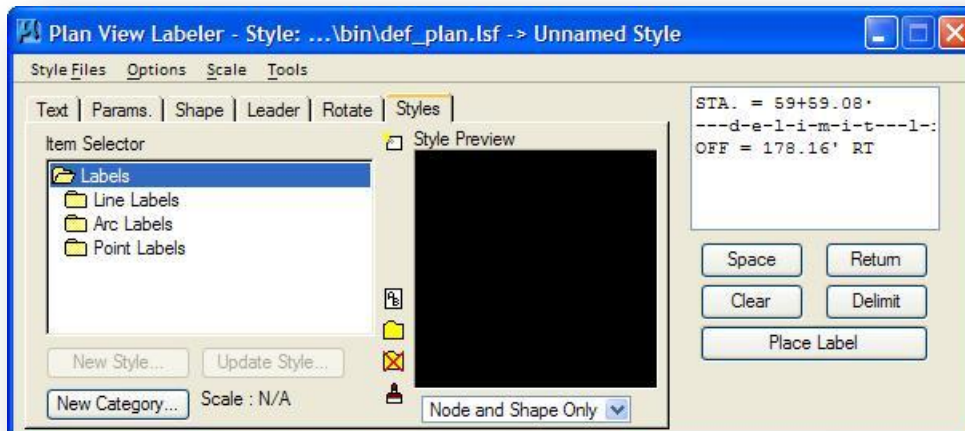 Plan View Labeler - Style: ...\bin\def_plan.lsf -> Unnamed Style
Style Files Options Scale Tools
Text Params. Shape Leader Rotate Styles
Item Selector
Labels
Line Labels
Arc Labels
Point Labels
New Style...
Update Style...
New Category...
Scale : N/A
Style Preview
Node and Shape Only
STA. = 59+59.08·
---d-e-l-i-m-i-t---l-:
OFF = 178.16' RT
Space
Return
Clear
Delimit
Place Label